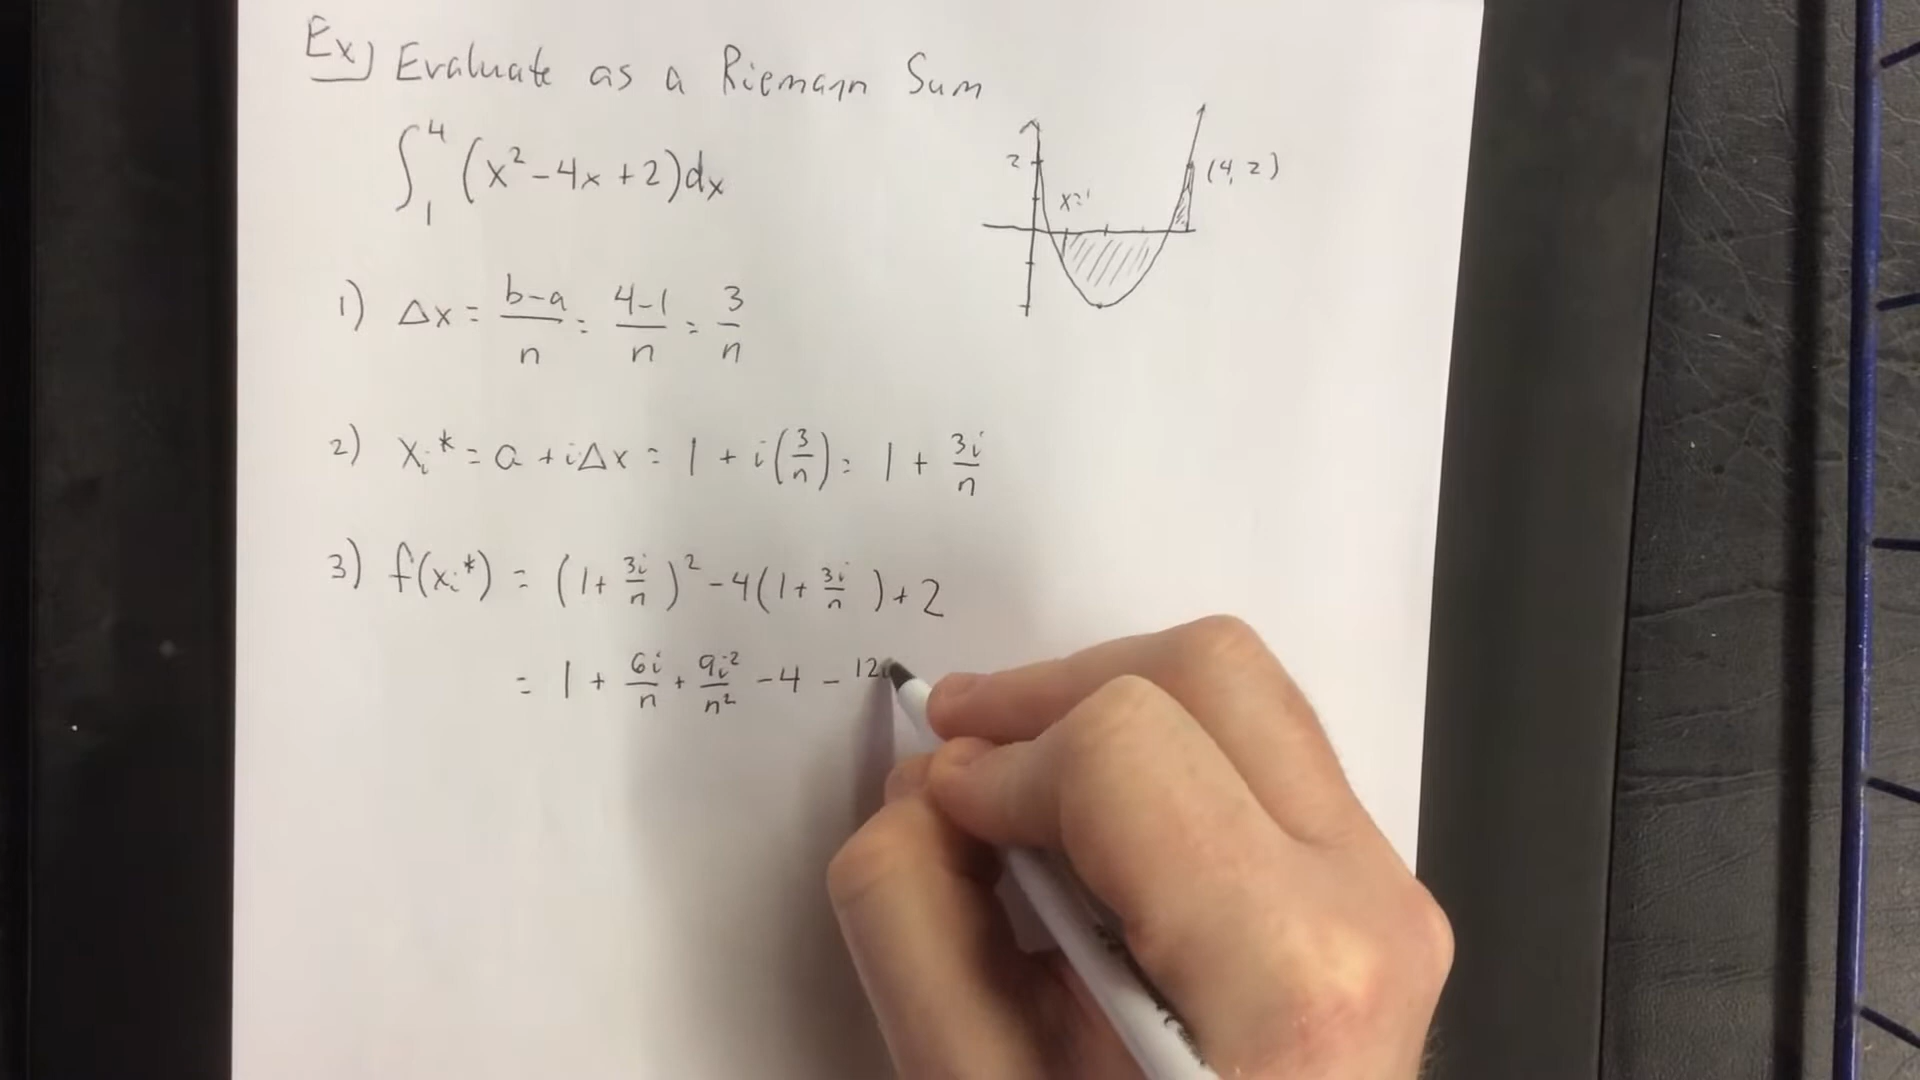 Ex) Evaluate as a Riemann Sum
∫₁⁴ (x² - 4x + 2)dx
2
x=1
(4, 2)
1) Δx = (b-a)/n = (4-1)/n = 3/n
2) xᵢ* = a + iΔx = 1 + i(3/n) = 1 + 3i/n
3) f(xᵢ*) = (1 + 3i/n)² - 4(1 + 3i/n) + 2
= 1 + 6i/n + 9i²/n² - 4 - 12i